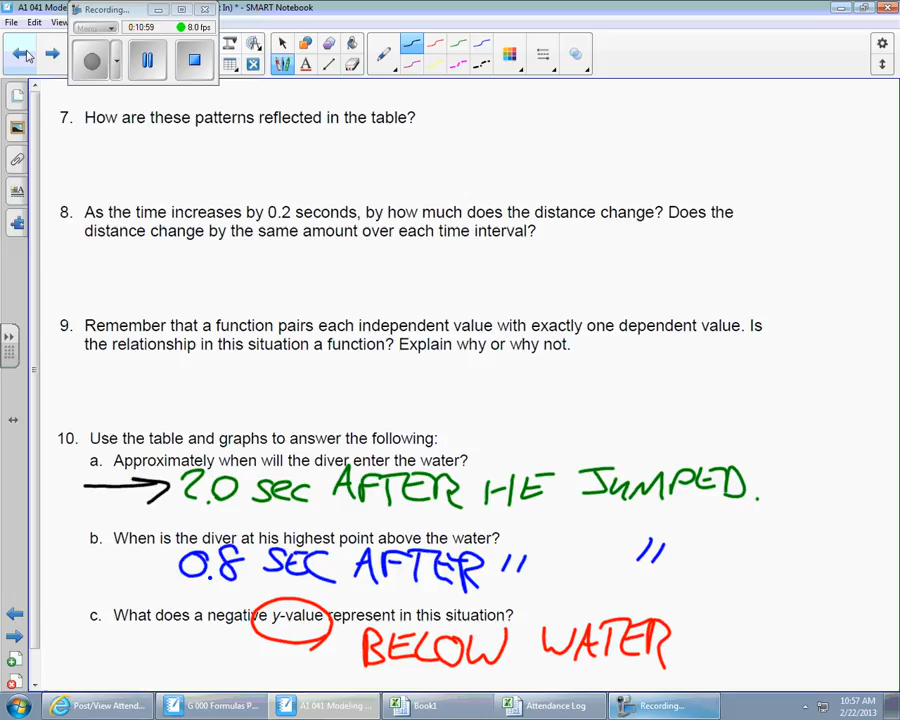 A1 041 Model
Recording...
In) * - SMART Notebook
File Edit View
Menu
0:10:59
8.0 fps
7. How are these patterns reflected in the table?
8. As the time increases by 0.2 seconds, by how much does the distance change? Does the
distance change by the same amount over each time interval?
9. Remember that a function pairs each independent value with exactly one dependent value. Is
the relationship in this situation a function? Explain why or why not.
10. Use the table and graphs to answer the following:
a. Approximately when will the diver enter the water?
2.0 sec AFTER HE JUMPED.
b. When is the diver at his highest point above the water?
0.8 SEC AFTER " "
c. What does a negative y-value represent in this situation?
BELOW WATER
Post/View Attend... G 000 Formulas P... A1 041 Modeling ... Book1 Attendance Log Recording...
10:57 AM
2/22/2013